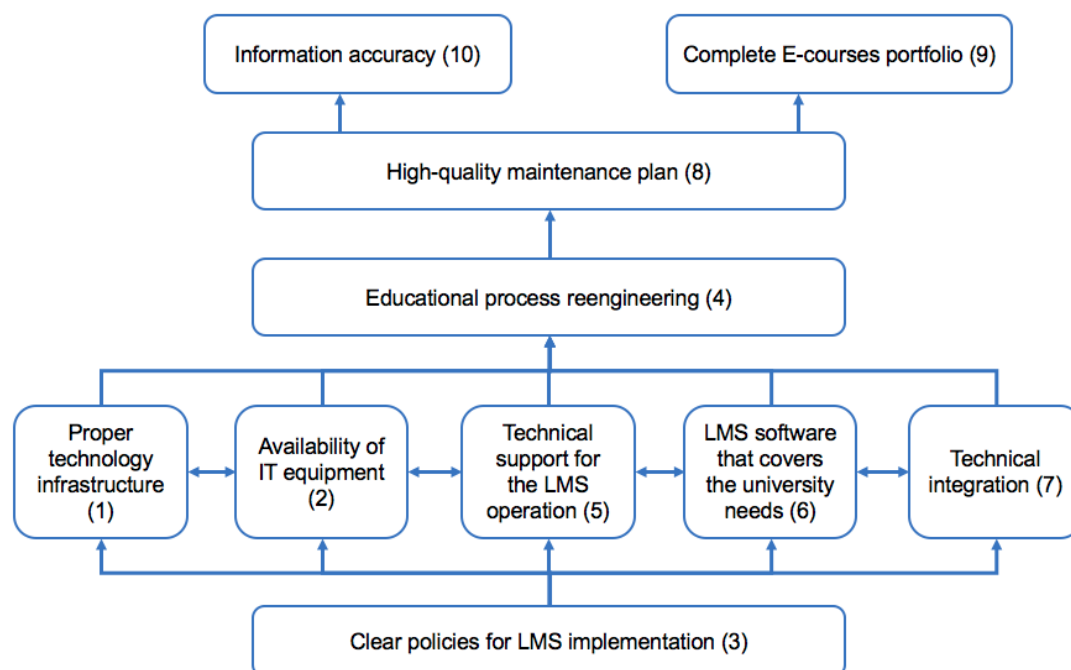 Information accuracy (10)
Complete E-courses portfolio (9)
High-quality maintenance plan (8)
Educational process reengineering (4)
Proper
technology
infrastructure
(1)
Availability of
IT equipment
(2)
Technical
support for
the LMS
operation (5)
LMS software
that covers
the university
needs (6)
Technical
integration (7)
Clear policies for LMS implementation (3)